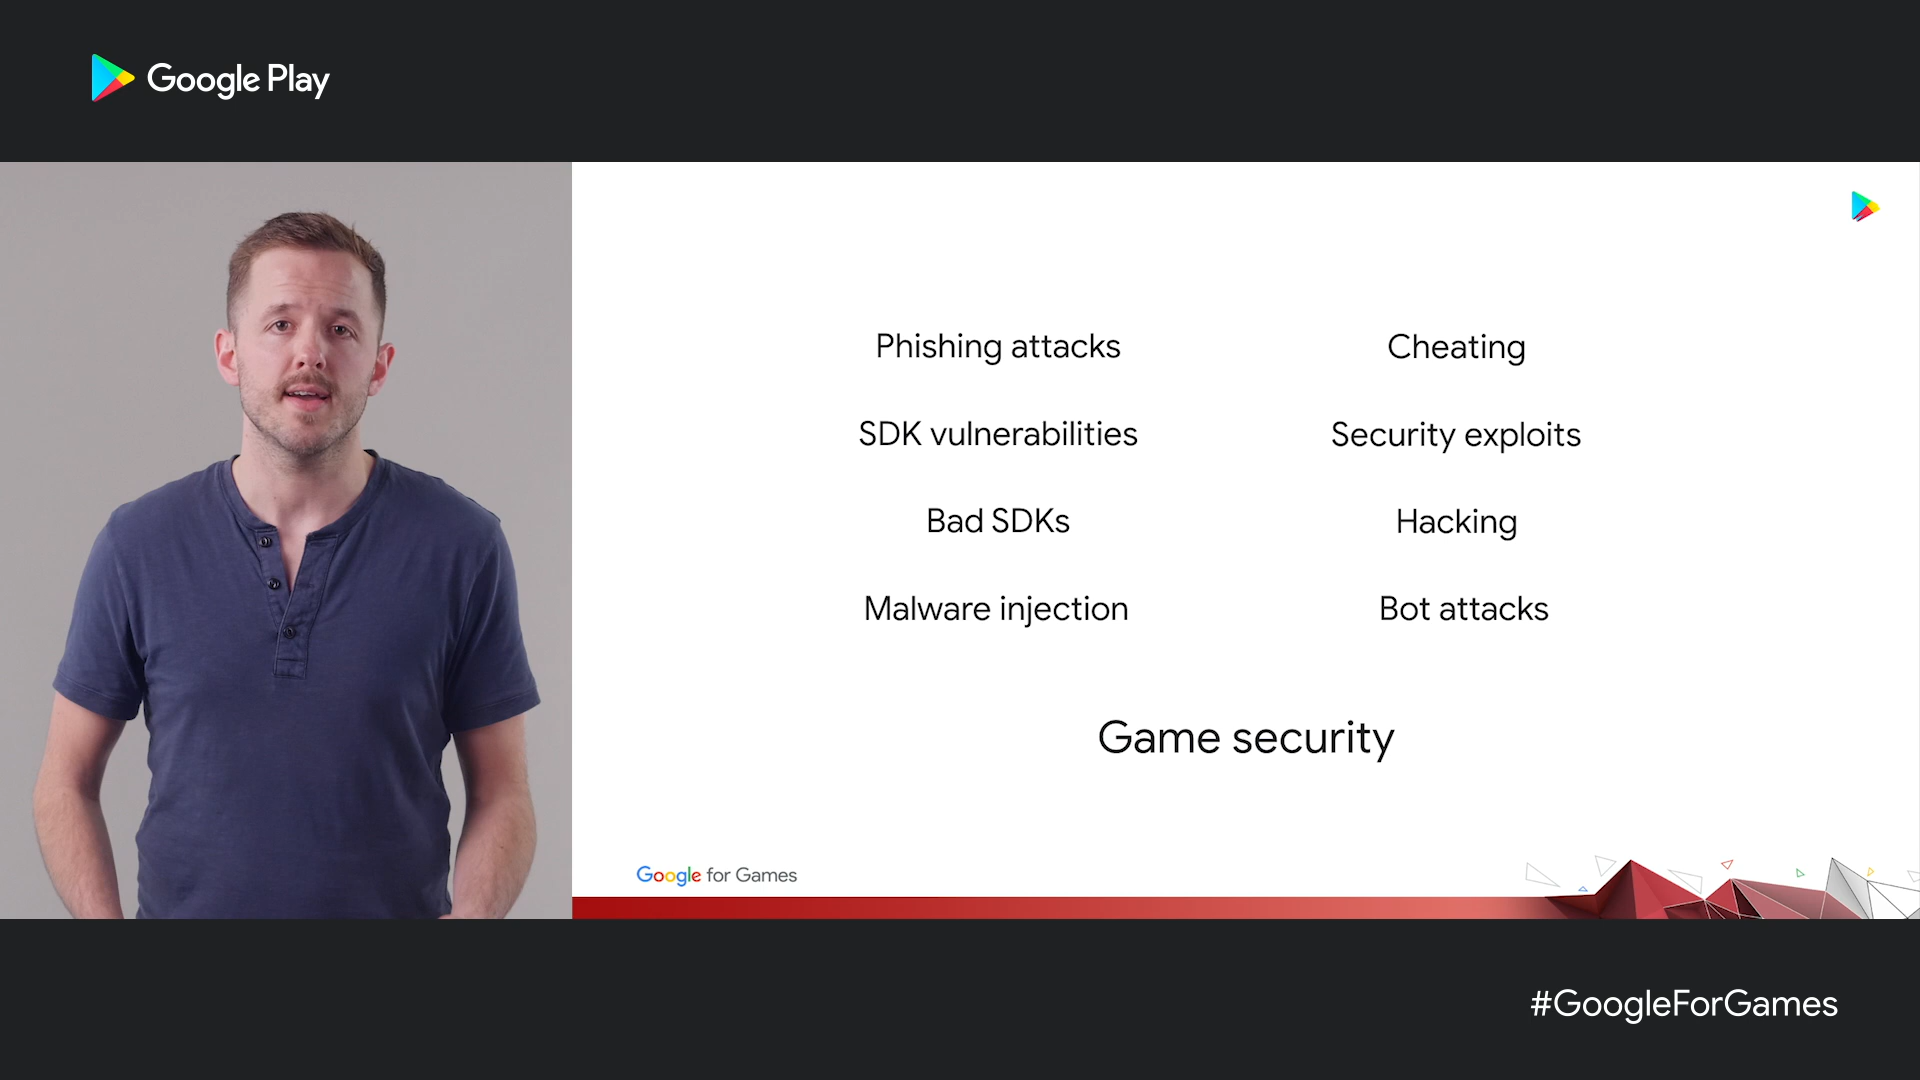 Google Play
Phishing attacks
Cheating
SDK vulnerabilities
Security exploits
Bad SDKs
Hacking
Malware injection
Bot attacks
Game security
Google for Games
#GoogleForGames